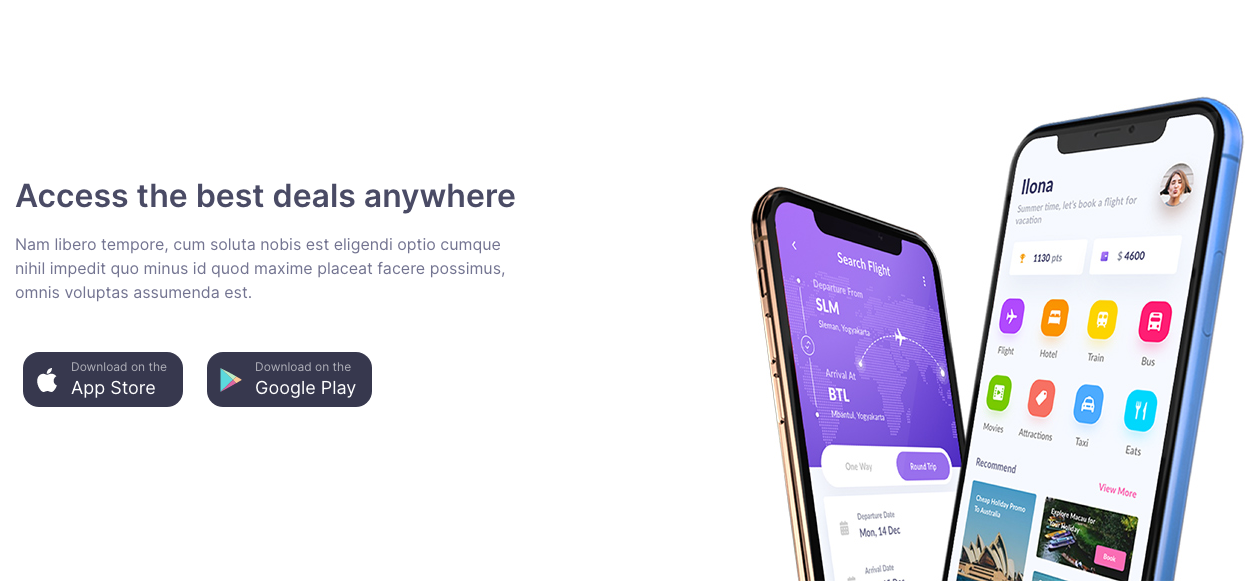 Access the best deals anywhere
Nam libero tempore, cum soluta nobis est eligendi optio cumque
nihil impedit quo minus id quod maxime placeat facere possimus,
omnis voluptas assumenda est.
Download on the
App Store
Download on the
Google Play
Search Flight
Departure From
SLM
Sleman, Yogyakarta
Arrival At
BTL
Mbantul, Yogyakarta
One Way
Round Trip
Departure Date
Mon, 14 Dec
Arrival Date
Ilona
Summer time, let's book a flight for
vacation
1130 pts
$ 4600
Flight
Hotel
Train
Bus
Movies
Attractions
Taxi
Eats
Recommend
View More
Cheap Holiday Promo
To Australia
Explore Macau for
Your Holiday
Book